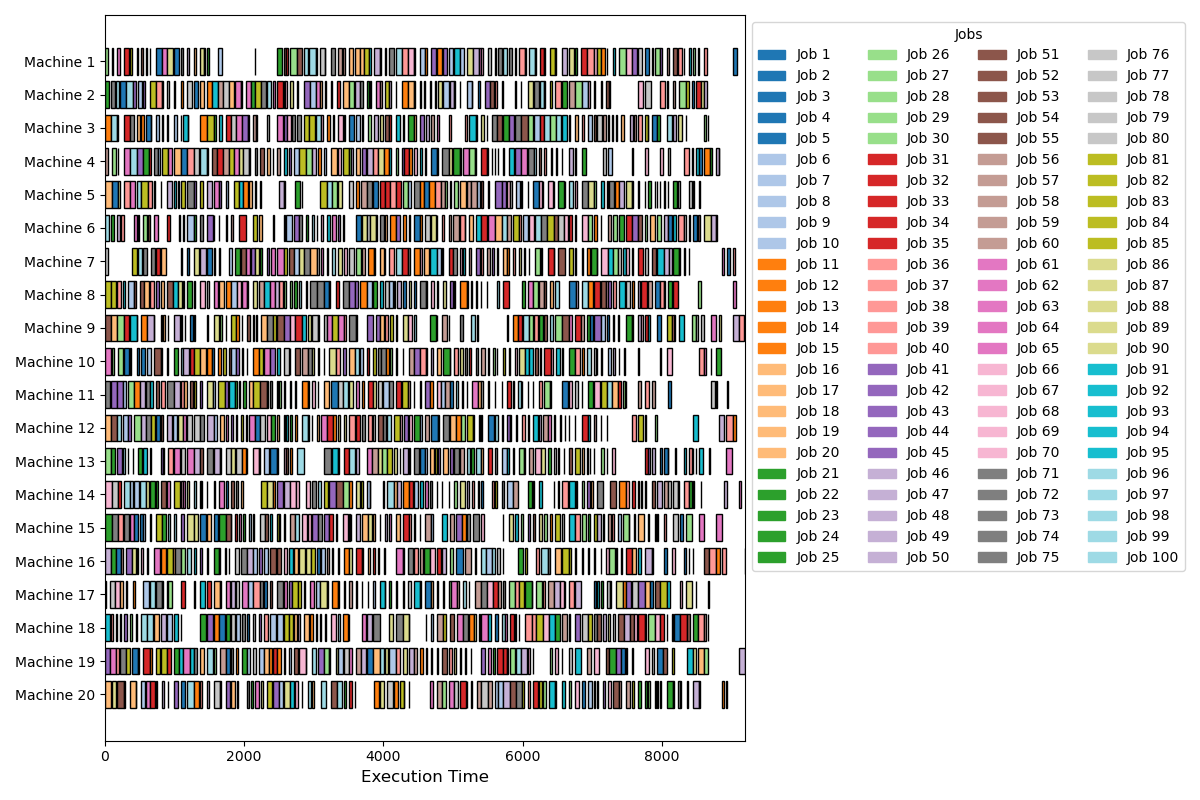 Jobs
Machine 1
Machine 2
Machine 3
Machine 4
Machine 5
Machine 6
Machine 7
Machine 8
Machine 9
Machine 10
Machine 11
Machine 12
Machine 13
Machine 14
Machine 15
Machine 16
Machine 17
Machine 18
Machine 19
Machine 20
0 2000 4000 6000 8000
Execution Time
Job 1 Job 26 Job 51 Job 76
Job 2 Job 27 Job 52 Job 77
Job 3 Job 28 Job 53 Job 78
Job 4 Job 29 Job 54 Job 79
Job 5 Job 30 Job 55 Job 80
Job 6 Job 31 Job 56 Job 81
Job 7 Job 32 Job 57 Job 82
Job 8 Job 33 Job 58 Job 83
Job 9 Job 34 Job 59 Job 84
Job 10 Job 35 Job 60 Job 85
Job 11 Job 36 Job 61 Job 86
Job 12 Job 37 Job 62 Job 87
Job 13 Job 38 Job 63 Job 88
Job 14 Job 39 Job 64 Job 89
Job 15 Job 40 Job 65 Job 90
Job 16 Job 41 Job 66 Job 91
Job 17 Job 42 Job 67 Job 92
Job 18 Job 43 Job 68 Job 93
Job 19 Job 44 Job 69 Job 94
Job 20 Job 45 Job 70 Job 95
Job 21 Job 46 Job 71 Job 96
Job 22 Job 47 Job 72 Job 97
Job 23 Job 48 Job 73 Job 98
Job 24 Job 49 Job 74 Job 99
Job 25 Job 50 Job 75 Job 100